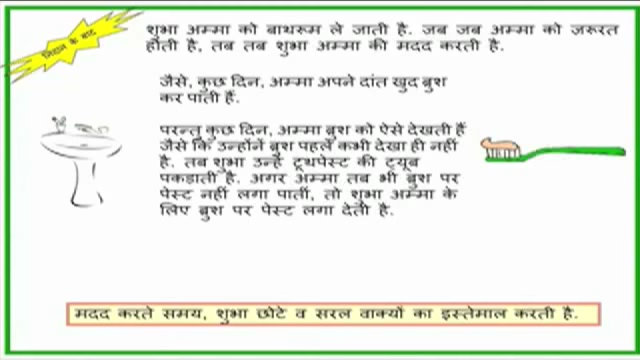 निदान के बाद
शुभा अम्मा को बाथरूम ले जाती है. जब जब अम्मा को ज़रूरत
होती है, तब तब शुभा अम्मा की मदद करती है.
जैसे, कुछ दिन, अम्मा अपने दांत खुद ब्रुश
कर पाती हैं.
परन्तु कुछ दिन, अम्मा ब्रुश को ऐसे देखती हैं
जैसे कि उन्होंने ब्रुश पहले कभी देखा ही नहीं
है. तब शुभा उन्हें टूथपेस्ट की ट्यूब
पकड़ाती है. अगर अम्मा तब भी ब्रुश पर
पेस्ट नहीं लगा पातीं, तो शुभा अम्मा के
लिए ब्रुश पर पेस्ट लगा देती है.
मदद करते समय, शुभा छोटे व सरल वाक्यों का इस्तेमाल करती है.